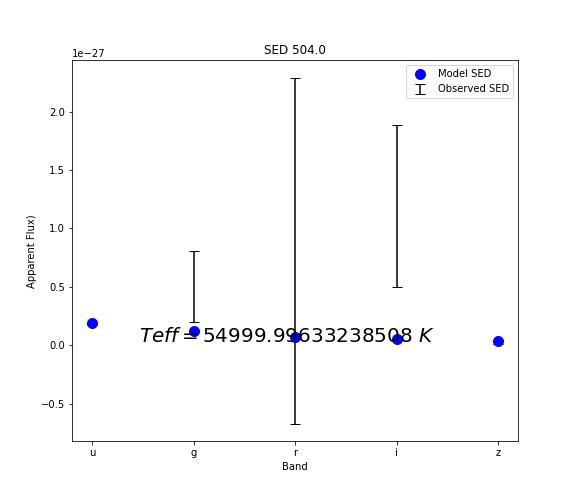 SED 504.0
1e−27
Model SED
Observed SED
2.0
1.5
1.0
0.5
0.0
−0.5
Apparent Flux)
Teff = 54999.99633238508 K
u g r i z
Band